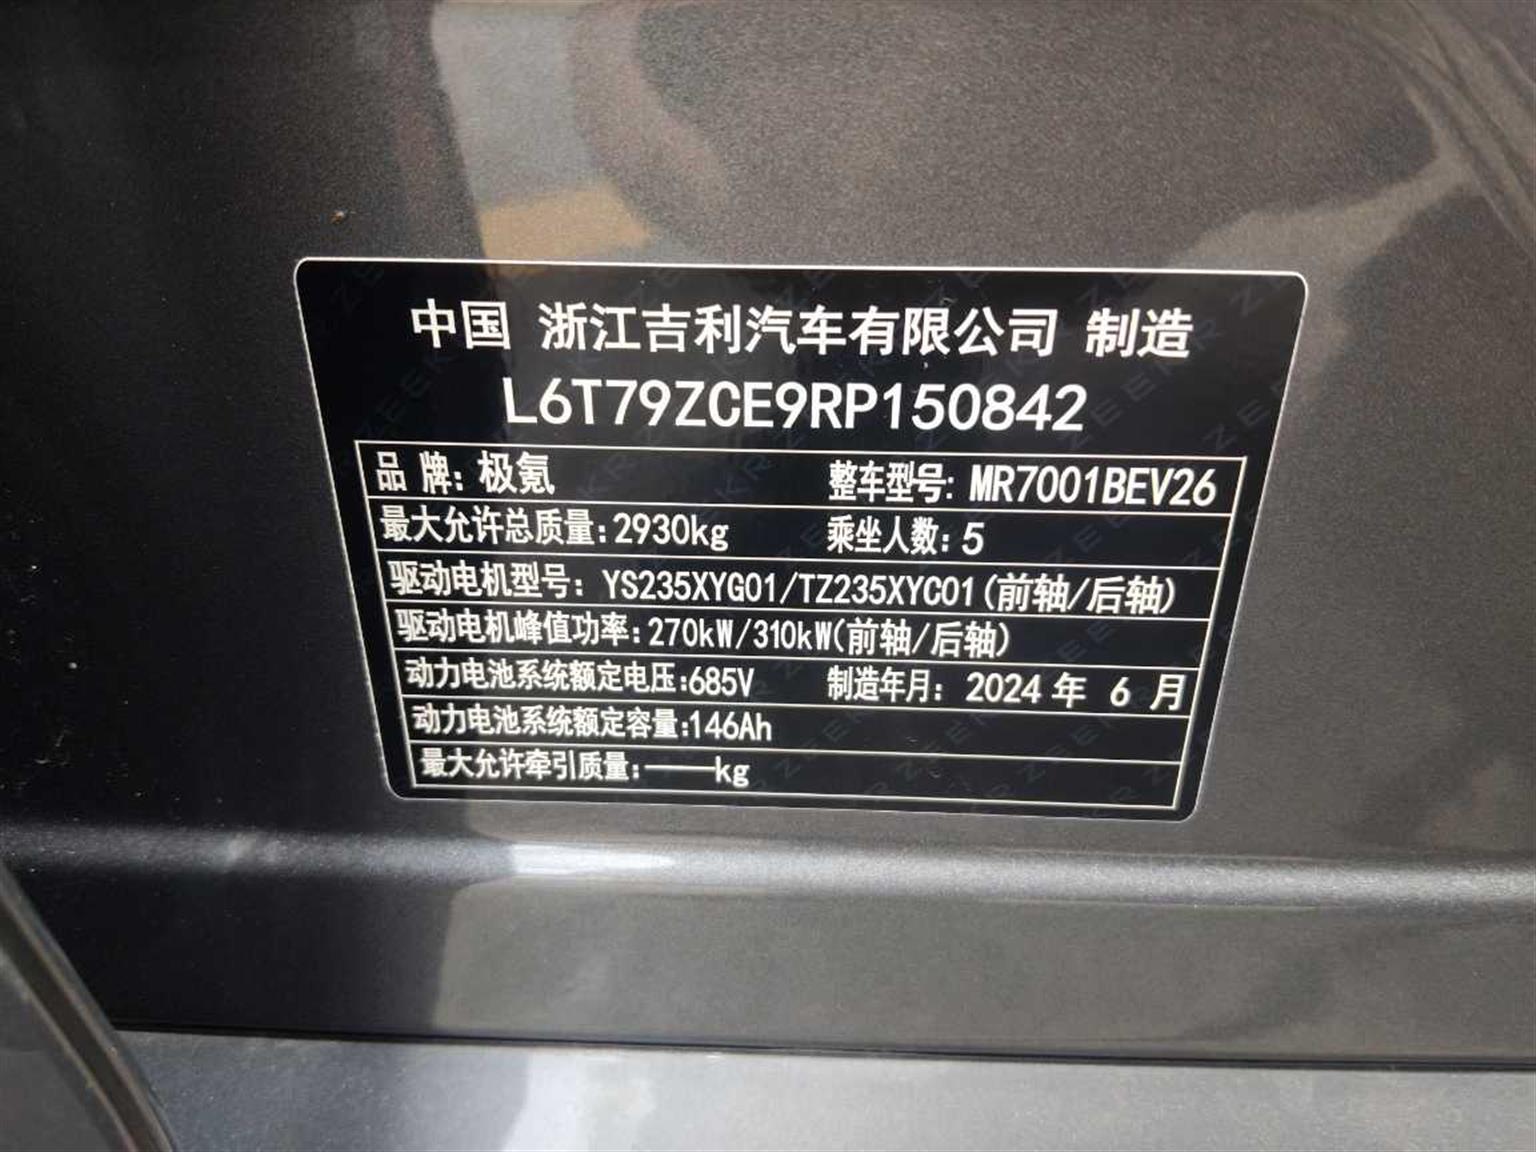 中国 浙江吉利汽车有限公司 制造
L6T79ZCE9RP150842
品 牌: 极氪 整车型号: MR7001BEV26
最大允许总质量:2930kg 乘坐人数:5
驱动电机型号: YS235XYG01/TZ235XYC01(前轴/后轴)
驱动电机峰值功率:270kW/310kW(前轴/后轴)
动力电池系统额定电压:685V 制造年月: 2024 年 6 月
动力电池系统额定容量:146Ah
最大允许牵引质量:——kg